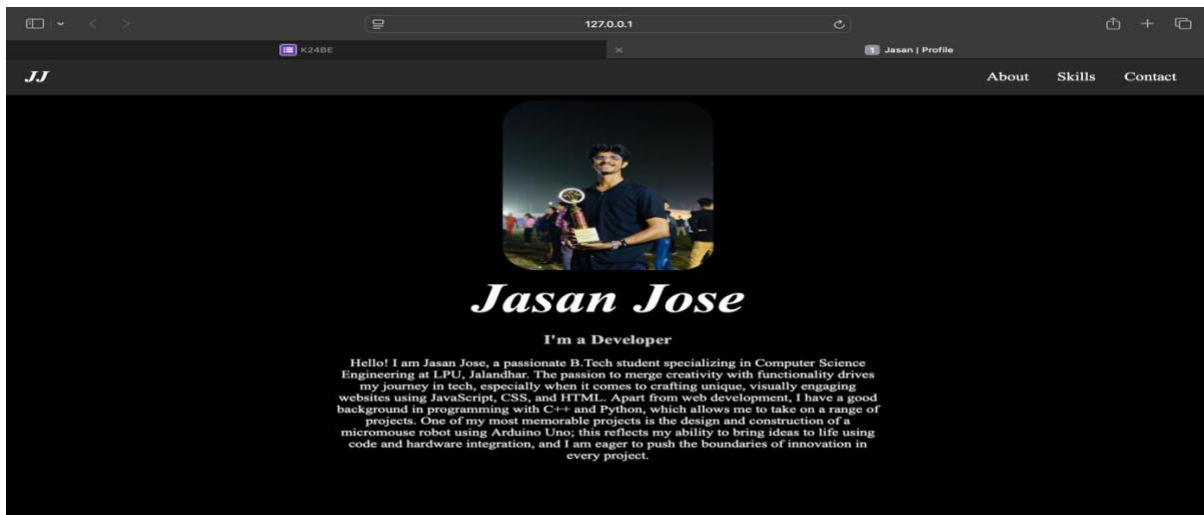 127.0.0.1
K24BE
1 Jasan | Profile
JJ
About Skills Contact
Jasan Jose
I'm a Developer
Hello! I am Jasan Jose, a passionate B.Tech student specializing in Computer Science
Engineering at LPU, Jalandhar. The passion to merge creativity with functionality drives
my journey in tech, especially when it comes to crafting unique, visually engaging
websites using JavaScript, CSS, and HTML. Apart from web development, I have a good
background in programming with C++ and Python, which allows me to take on a range of
projects. One of my most memorable projects is the design and construction of a
micromouse robot using Arduino Uno; this reflects my ability to bring ideas to life using
code and hardware integration, and I am eager to push the boundaries of innovation in
every project.